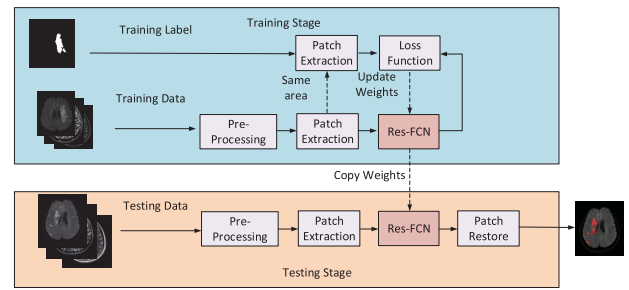 Training Label
Training Stage
Patch
Extraction
Loss
Function
Same
area
Update
Weights
Training Data
Pre-
Processing
Patch
Extraction
Res-FCN
Copy Weights
Testing Data
Pre-
Processing
Patch
Extraction
Res-FCN
Patch
Restore
Testing Stage